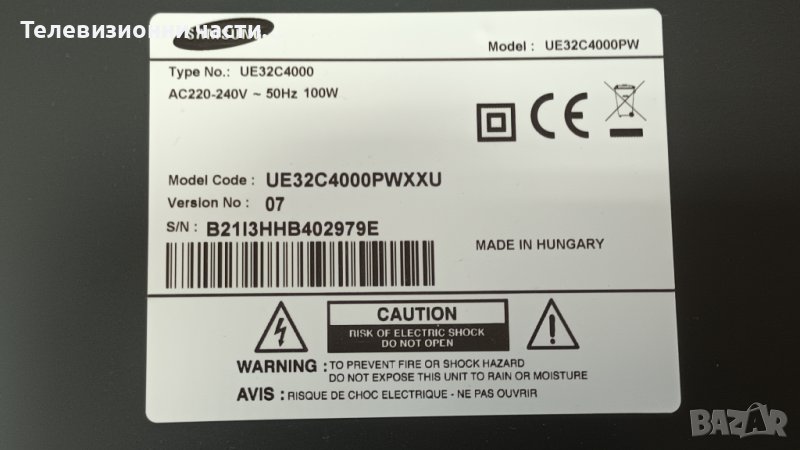 Телевизионни части.
SAMSUNG
Model : UE32C4000PW
Type No.: UE32C4000
AC220-240V ~ 50Hz 100W
Model Code : UE32C4000PWXXU
Version No : 07
S/N : B21I3HHB402979E
MADE IN HUNGARY
CAUTION
RISK OF ELECTRIC SHOCK
DO NOT OPEN
WARNING : TO PREVENT FIRE OR SHOCK HAZARD
DO NOT EXPOSE THIS UNIT TO RAIN OR MOISTURE
AVIS : RISQUE DE CHOC ELECTRIQUE - NE PAS OUVRIR
BAZAR